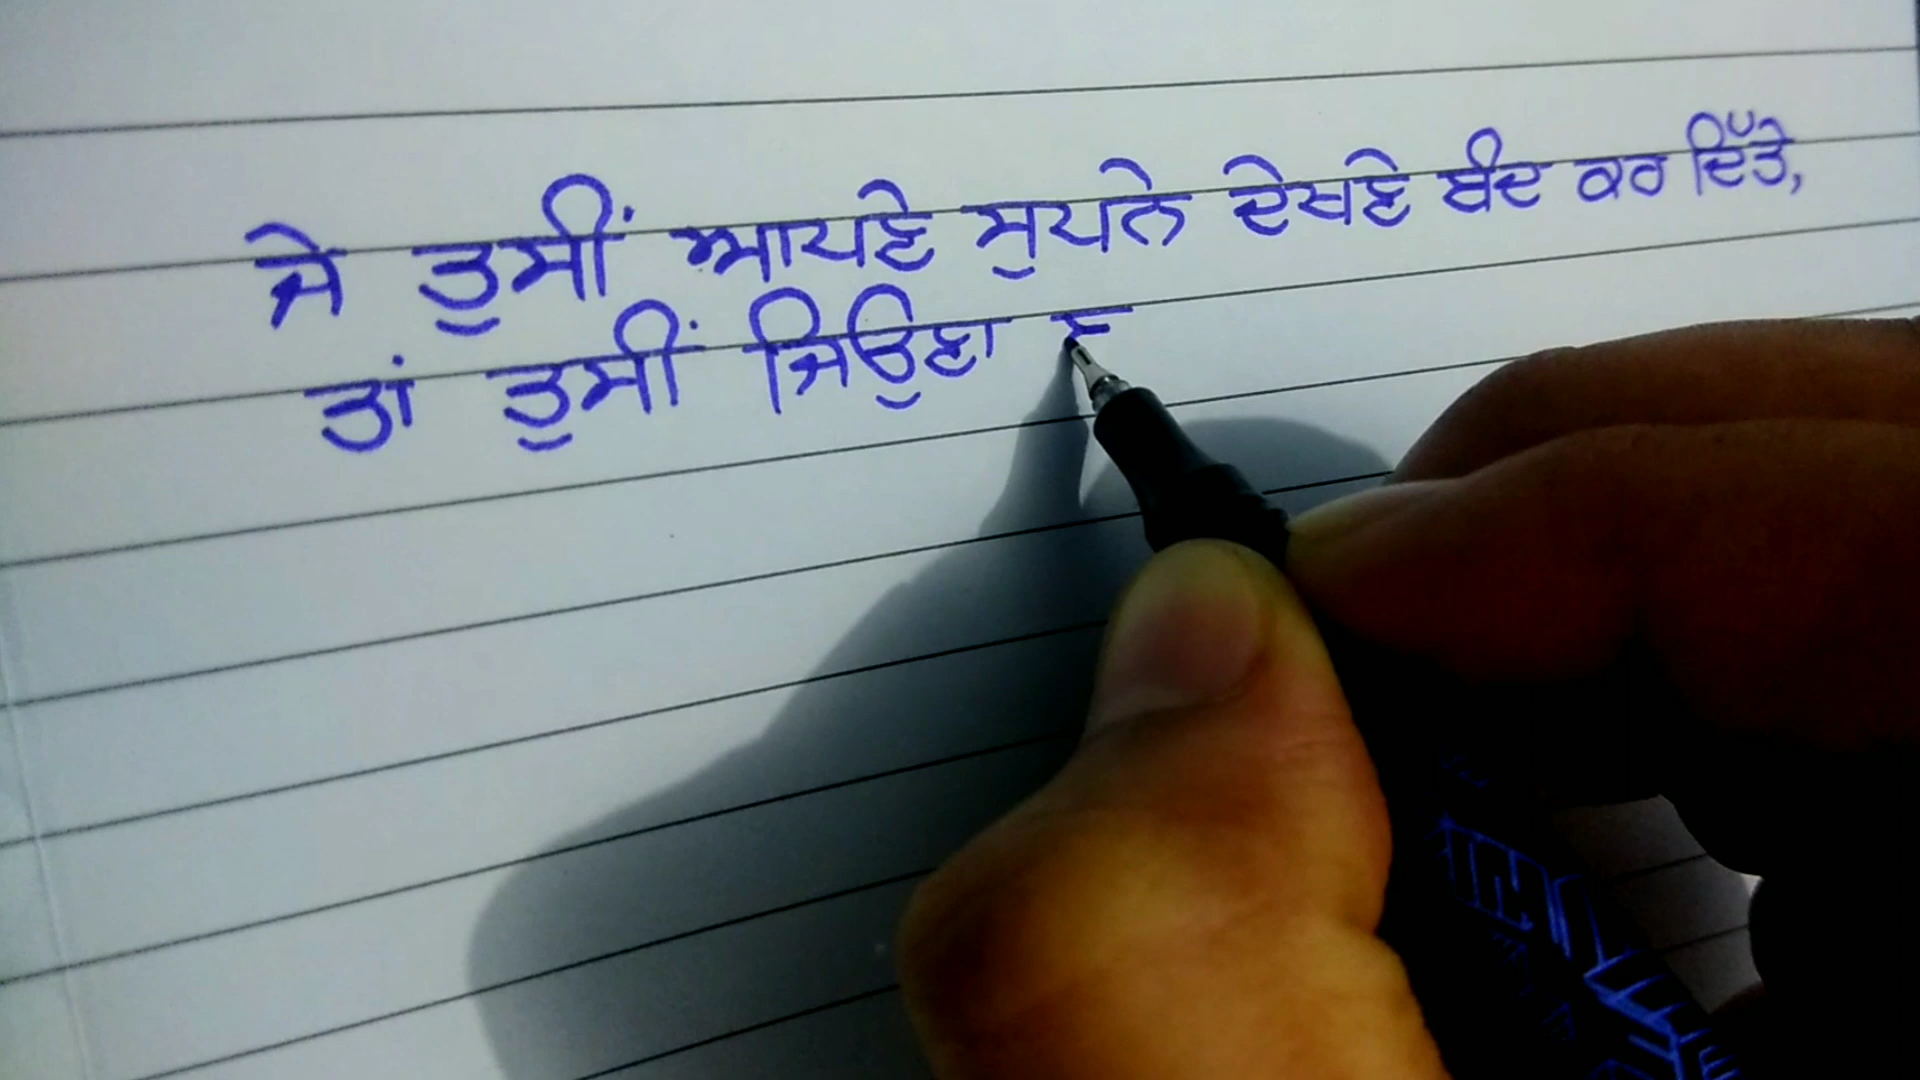 ਜੇ ਤੁਸੀਂ ਆਪਣੇ ਸੁਪਨੇ ਦੇਖਣੇ ਬੰਦ ਕਰ ਦਿੱਤੇ,
ਤਾਂ ਤੁਸੀਂ ਜਿਉਣਾ